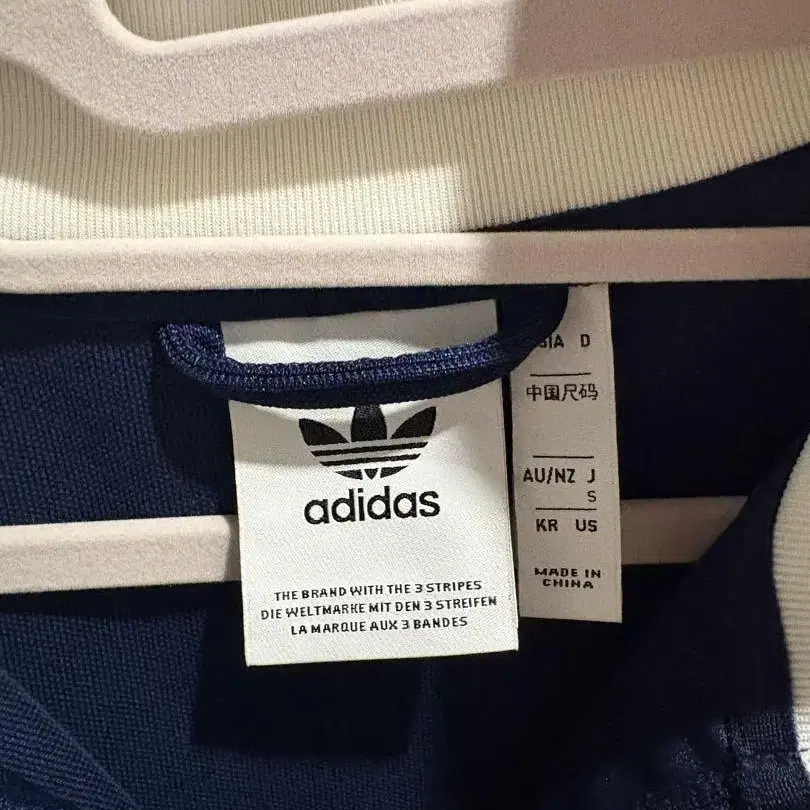 adidas
THE BRAND WITH THE 3 STRIPES
DIE WELTMARKE MIT DEN 3 STREIFEN
LA MARQUE AUX 3 BANDES
D
中国尺码
AU/NZ J
S
KR US
MADE IN
CHINA